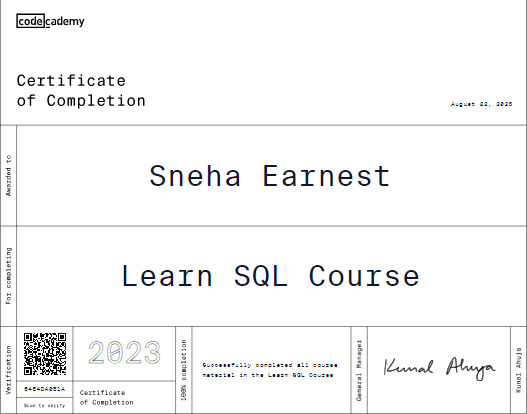 codecademy
Certificate
of Completion
August 22, 2025
Awarded to
Sneha Earnest
For completing
Learn SQL Course
Verification
64E4DA061A
Scan to verify
2023
Certificate
of Completion
100% completion
Successfully completed all course
material in the Learn SQL Course
General Manager
Kunal Ahuja
Kunal Ahuja